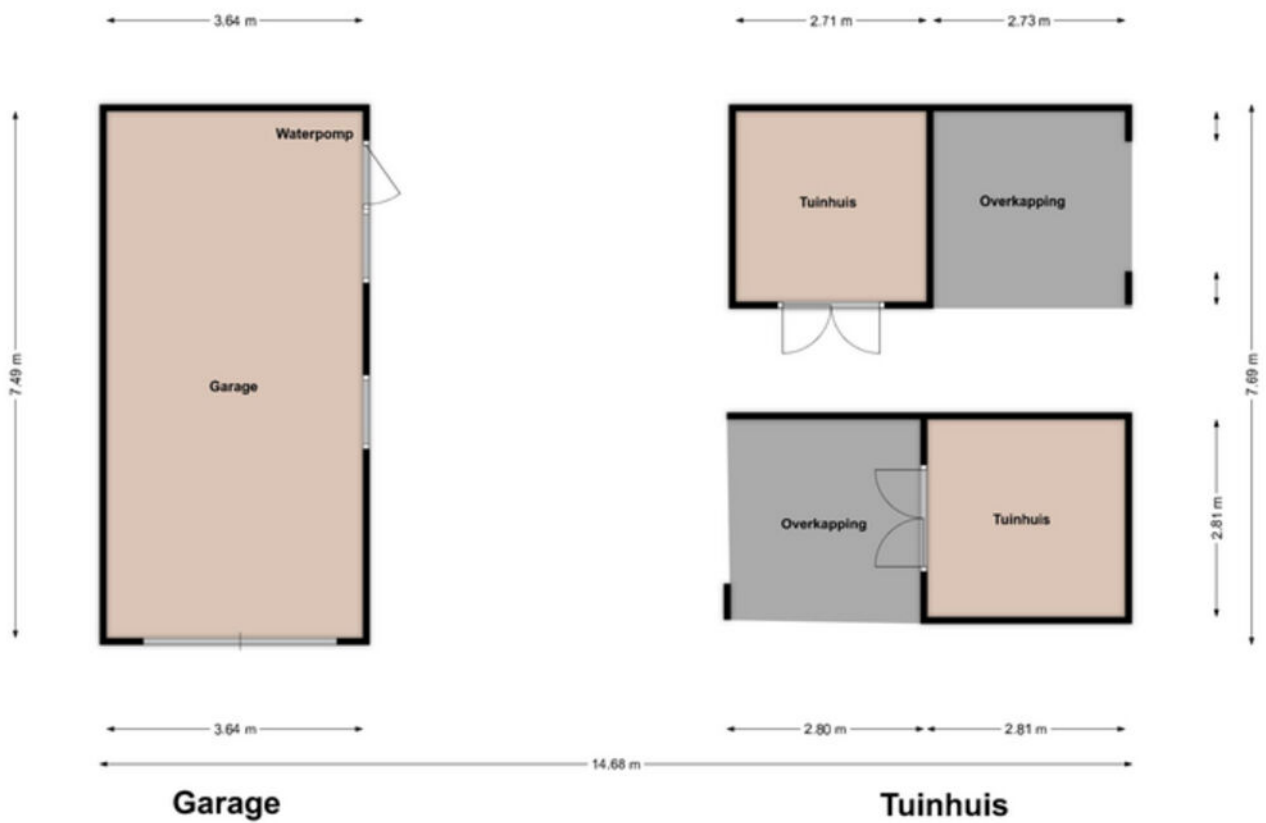 3.64 m
2.71 m
2.73 m
Waterpomp
Tuinhuis
Overkapping
7.49 m
Garage
7.69 m
Overkapping
Tuinhuis
2.81 m
3.64 m
2.80 m
2.81 m
14.68 m
Garage
Tuinhuis